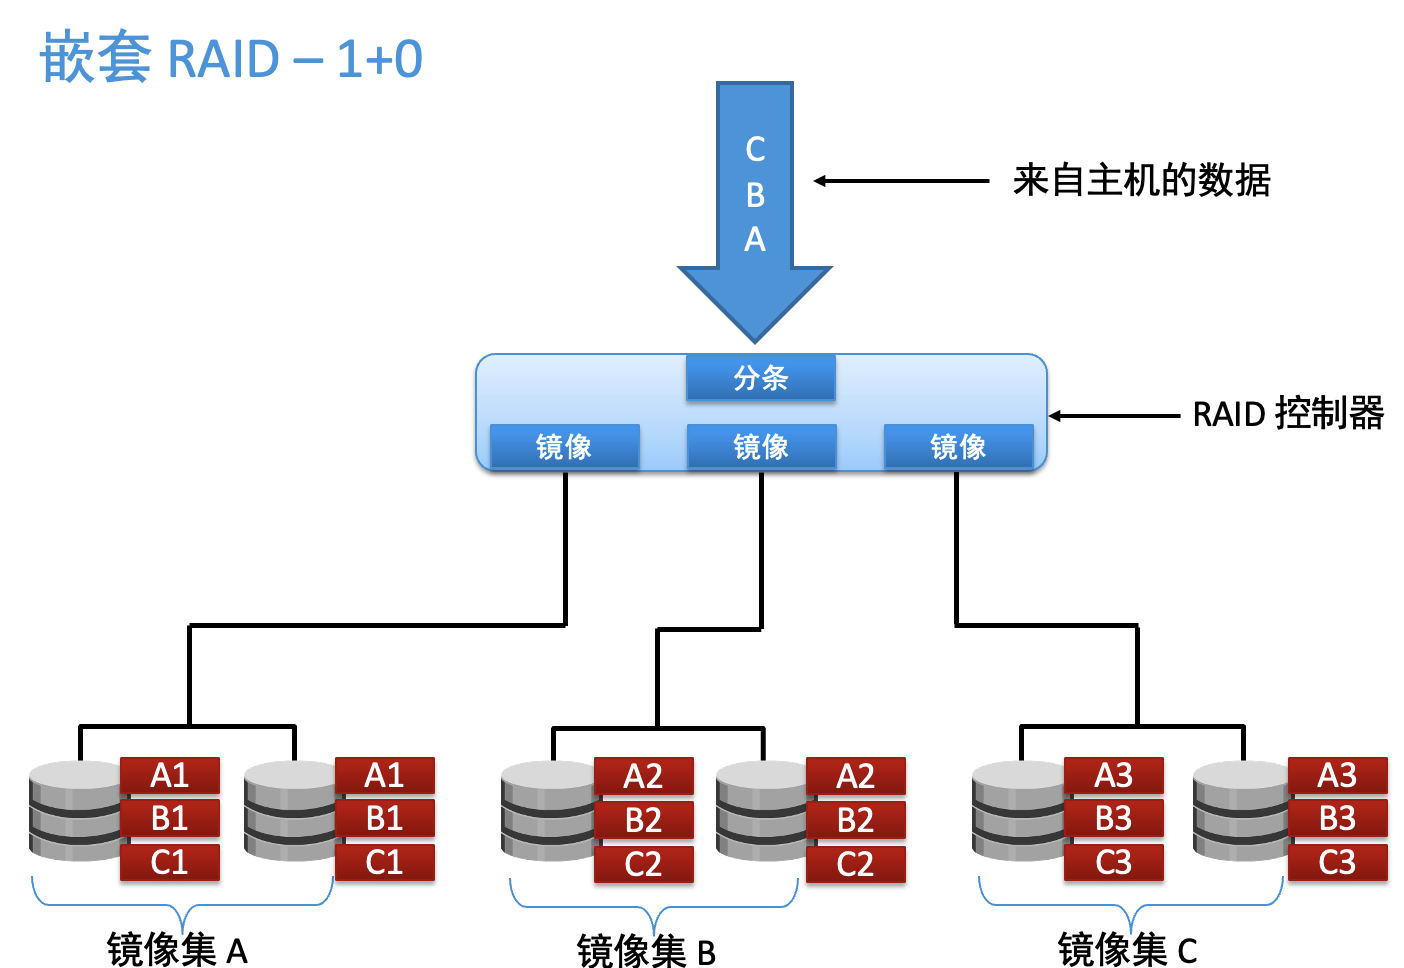 嵌套 RAID – 1+0
C
B
A
来自主机的数据
分条
RAID 控制器
镜像 镜像 镜像
A1 A1 A2 A2 A3 A3
B1 B1 B2 B2 B3 B3
C1 C1 C2 C2 C3 C3
镜像集 A 镜像集 B 镜像集 C